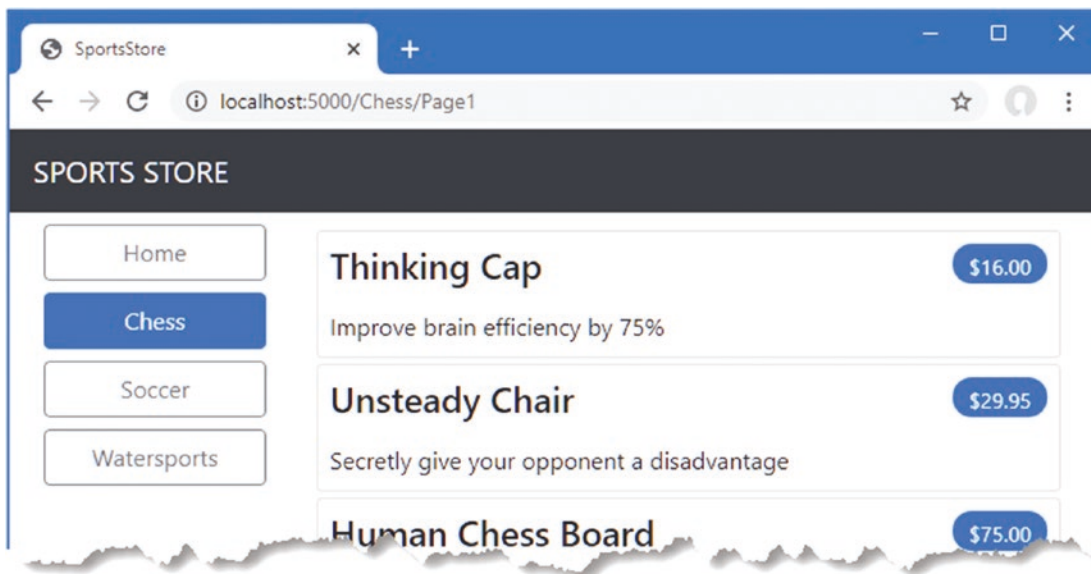 SportsStore
localhost:5000/Chess/Page1
SPORTS STORE
Home
Chess
Soccer
Watersports
Thinking Cap
$16.00
Improve brain efficiency by 75%
Unsteady Chair
$29.95
Secretly give your opponent a disadvantage
Human Chess Board
$75.00